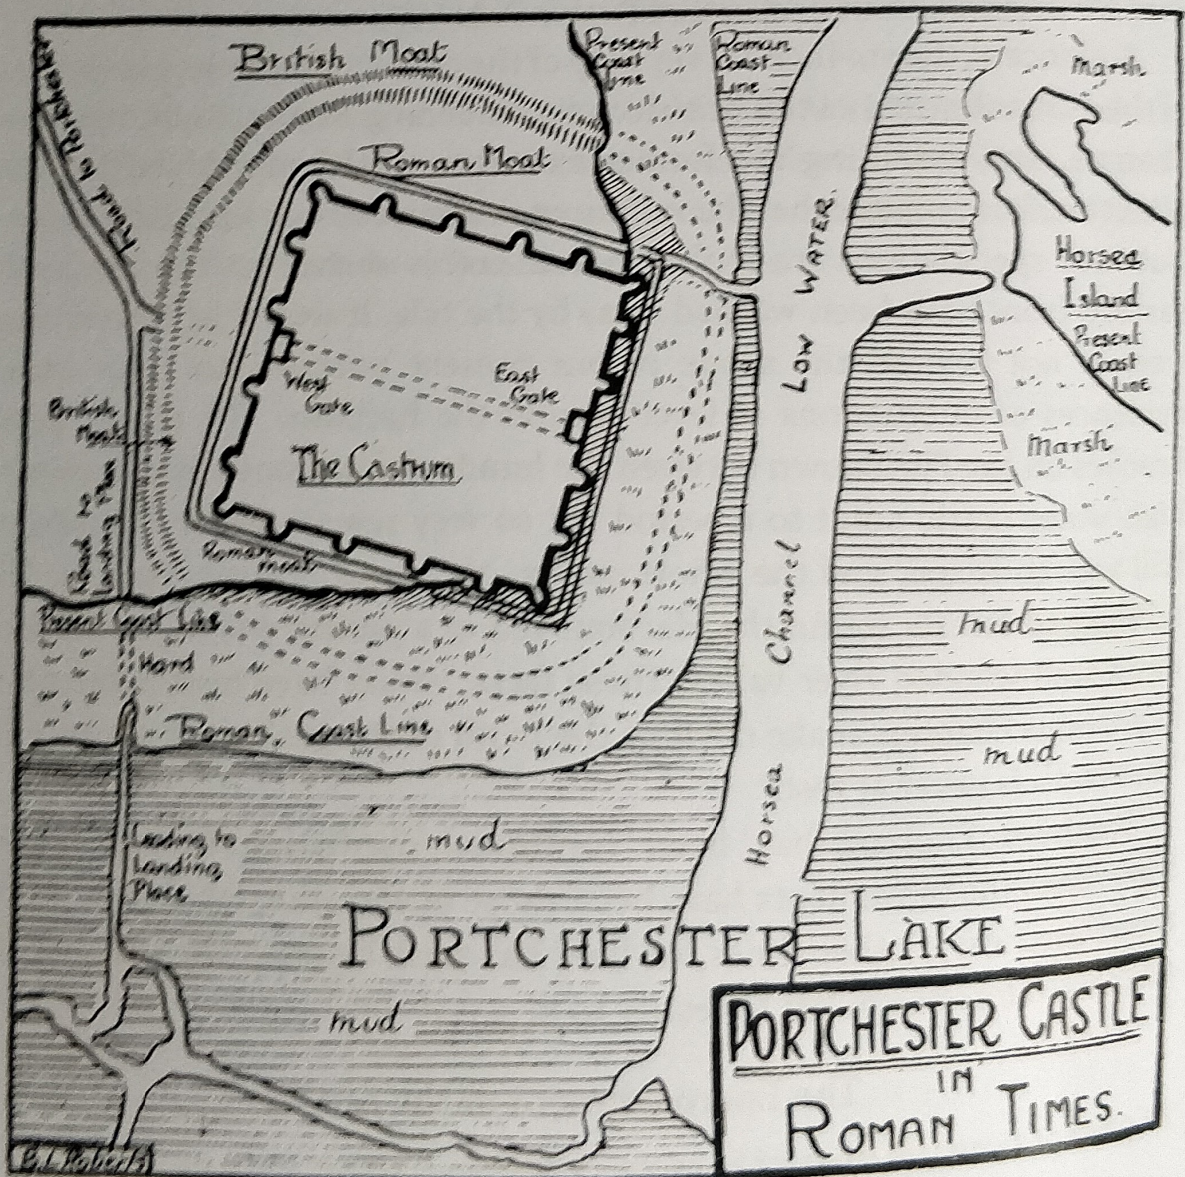 British Moat
Present
Coast
Line
Roman
Coast
Line
Marsh
Road to Portchester
Roman Moat
LOW WATER.
Horsea
Island
Present
Coast
Line
West
Gate
East
Gate
British
Moat
The Castrum
Marsh
Road to
Landing Place
Roman
Moat
Present Coast Line
mud
Hard
Roman Coast Line
Horsea Channel
mud
mud
Leading to
Landing
Place
PORTCHESTER LAKE
mud
PORTCHESTER CASTLE
IN
ROMAN TIMES.
E.L. Roberts